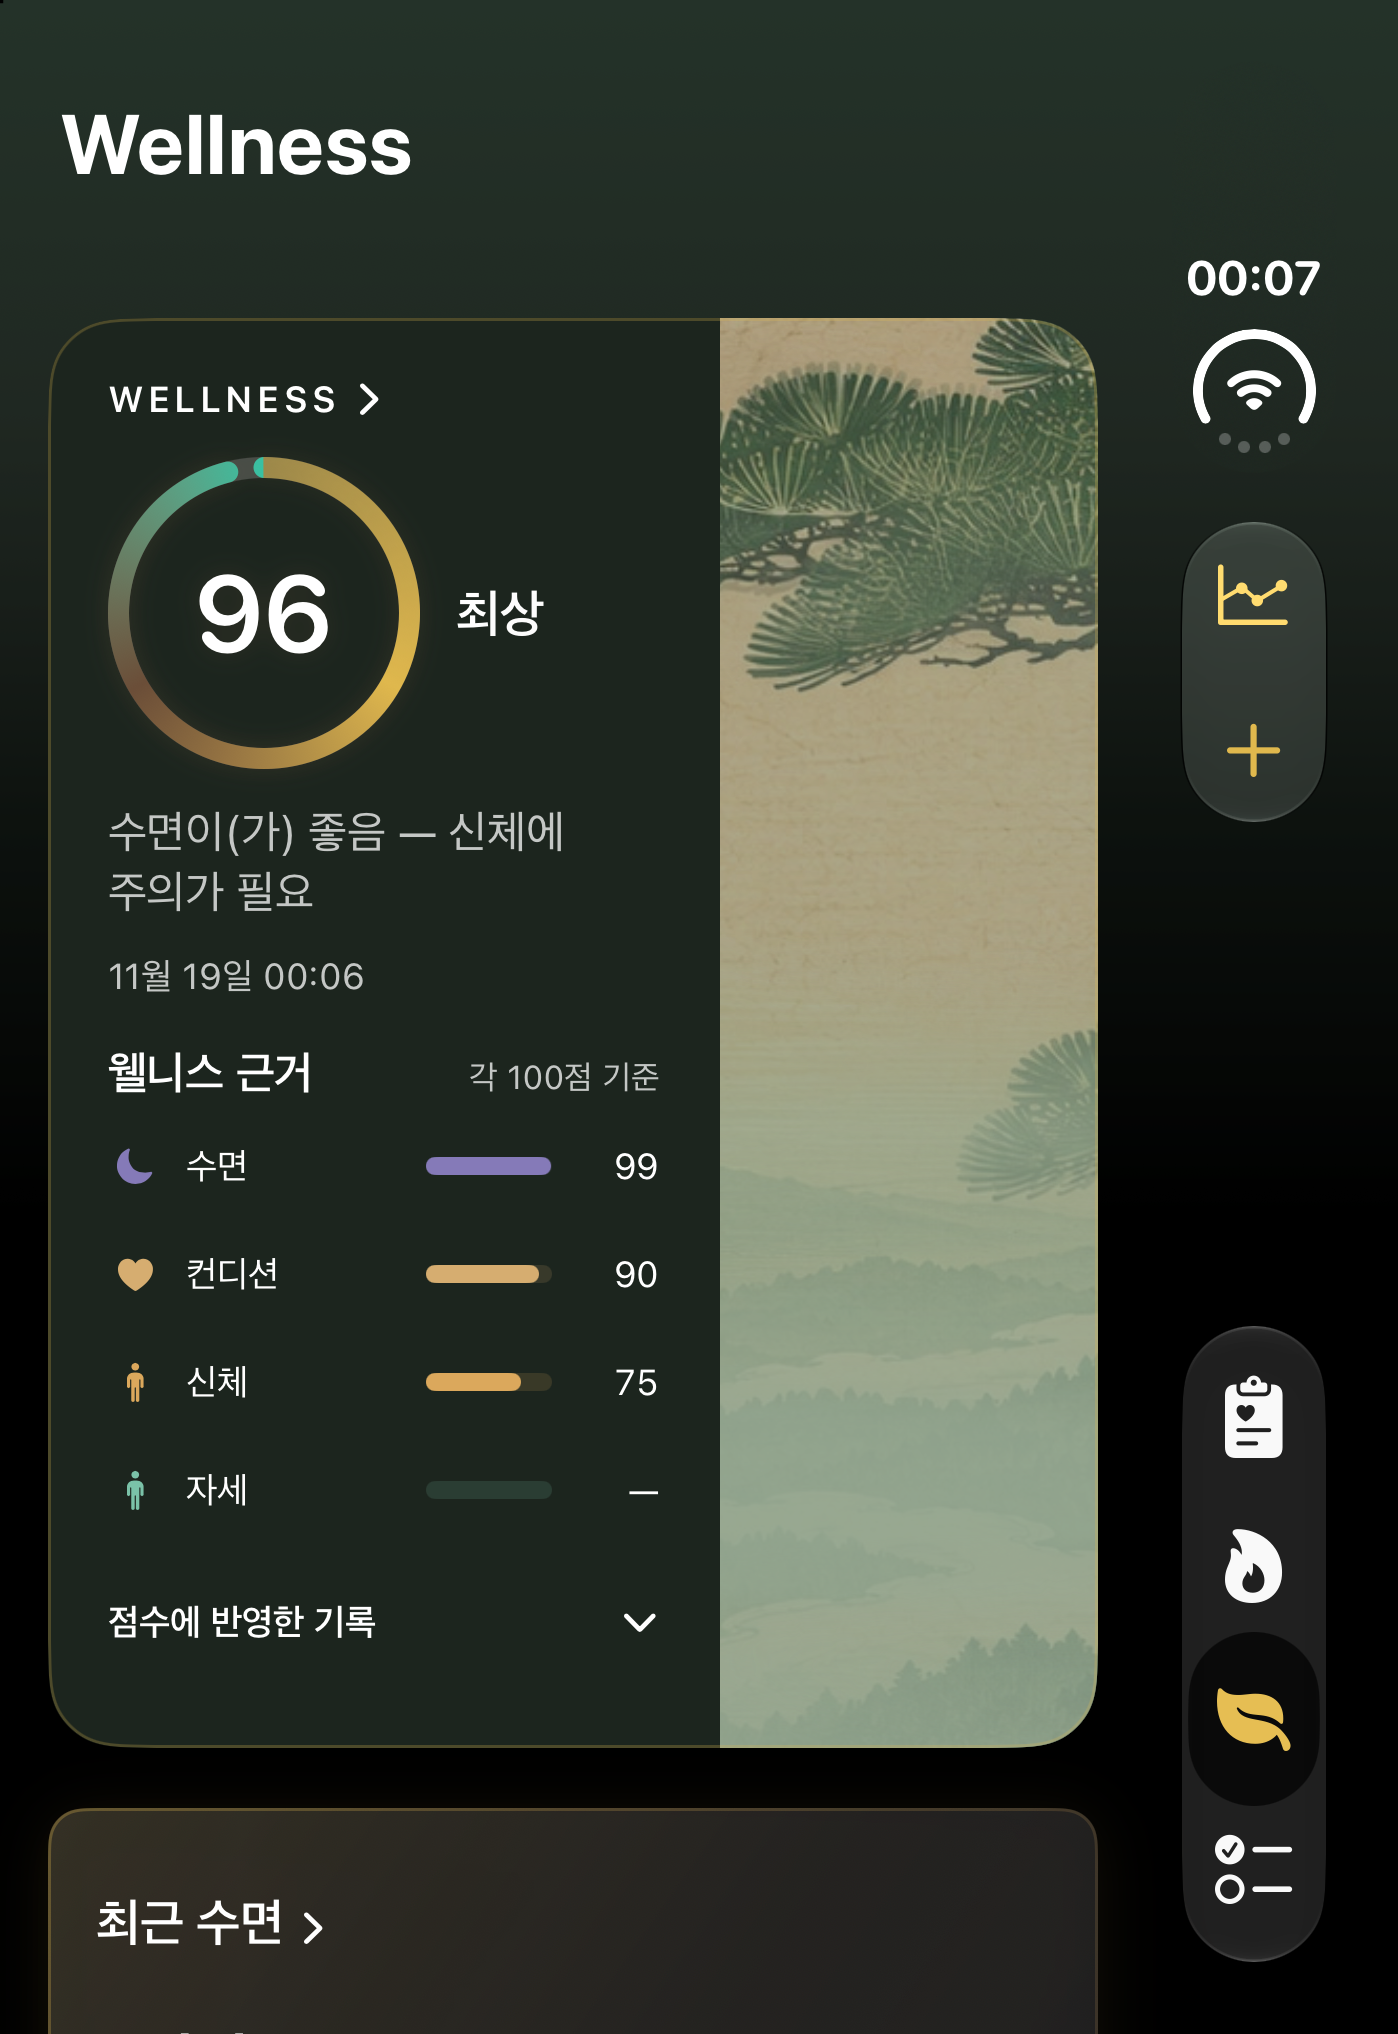 Wellness
00:07
WELLNESS
96
최상
수면이(가) 좋음 — 신체에
주의가 필요
11월 19일 00:06
웰니스 근거 각 100점 기준
수면 99
컨디션 90
신체 75
자세 —
점수에 반영한 기록
최근 수면